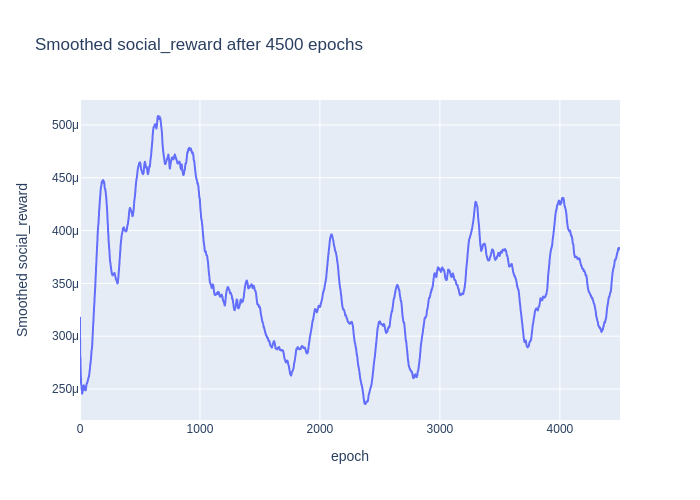 Smoothed social_reward after 4500 epochs
Smoothed social_reward
500μ
450μ
400μ
350μ
300μ
250μ
0 1000 2000 3000 4000
epoch